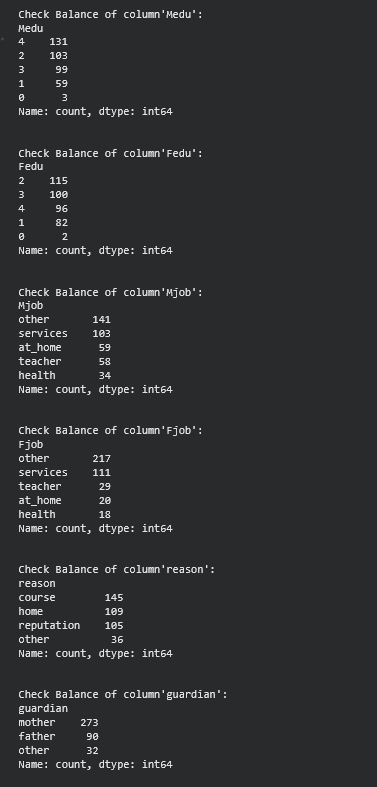 Check Balance of column'Medu':
Medu
4    131
2    103
3     99
1     59
0      3
Name: count, dtype: int64
Check Balance of column'Fedu':
Fedu
2    115
3    100
4     96
1     82
0      2
Name: count, dtype: int64
Check Balance of column'Mjob':
Mjob
other       141
services    103
at_home      59
teacher      58
health       34
Name: count, dtype: int64
Check Balance of column'Fjob':
Fjob
other       217
services    111
teacher      29
at_home      20
health       18
Name: count, dtype: int64
Check Balance of column'reason':
reason
course        145
home          109
reputation    105
other          36
Name: count, dtype: int64
Check Balance of column'guardian':
guardian
mother    273
father     90
other      32
Name: count, dtype: int64